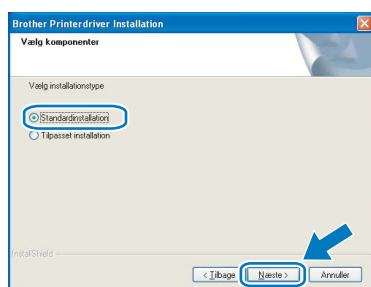 Brother Printerdriver Installation
Vælg komponenter
Vælg installationstype
Standardinstallation
Tilpasset installation
InstallShield
< Tilbage Næste > Annuller